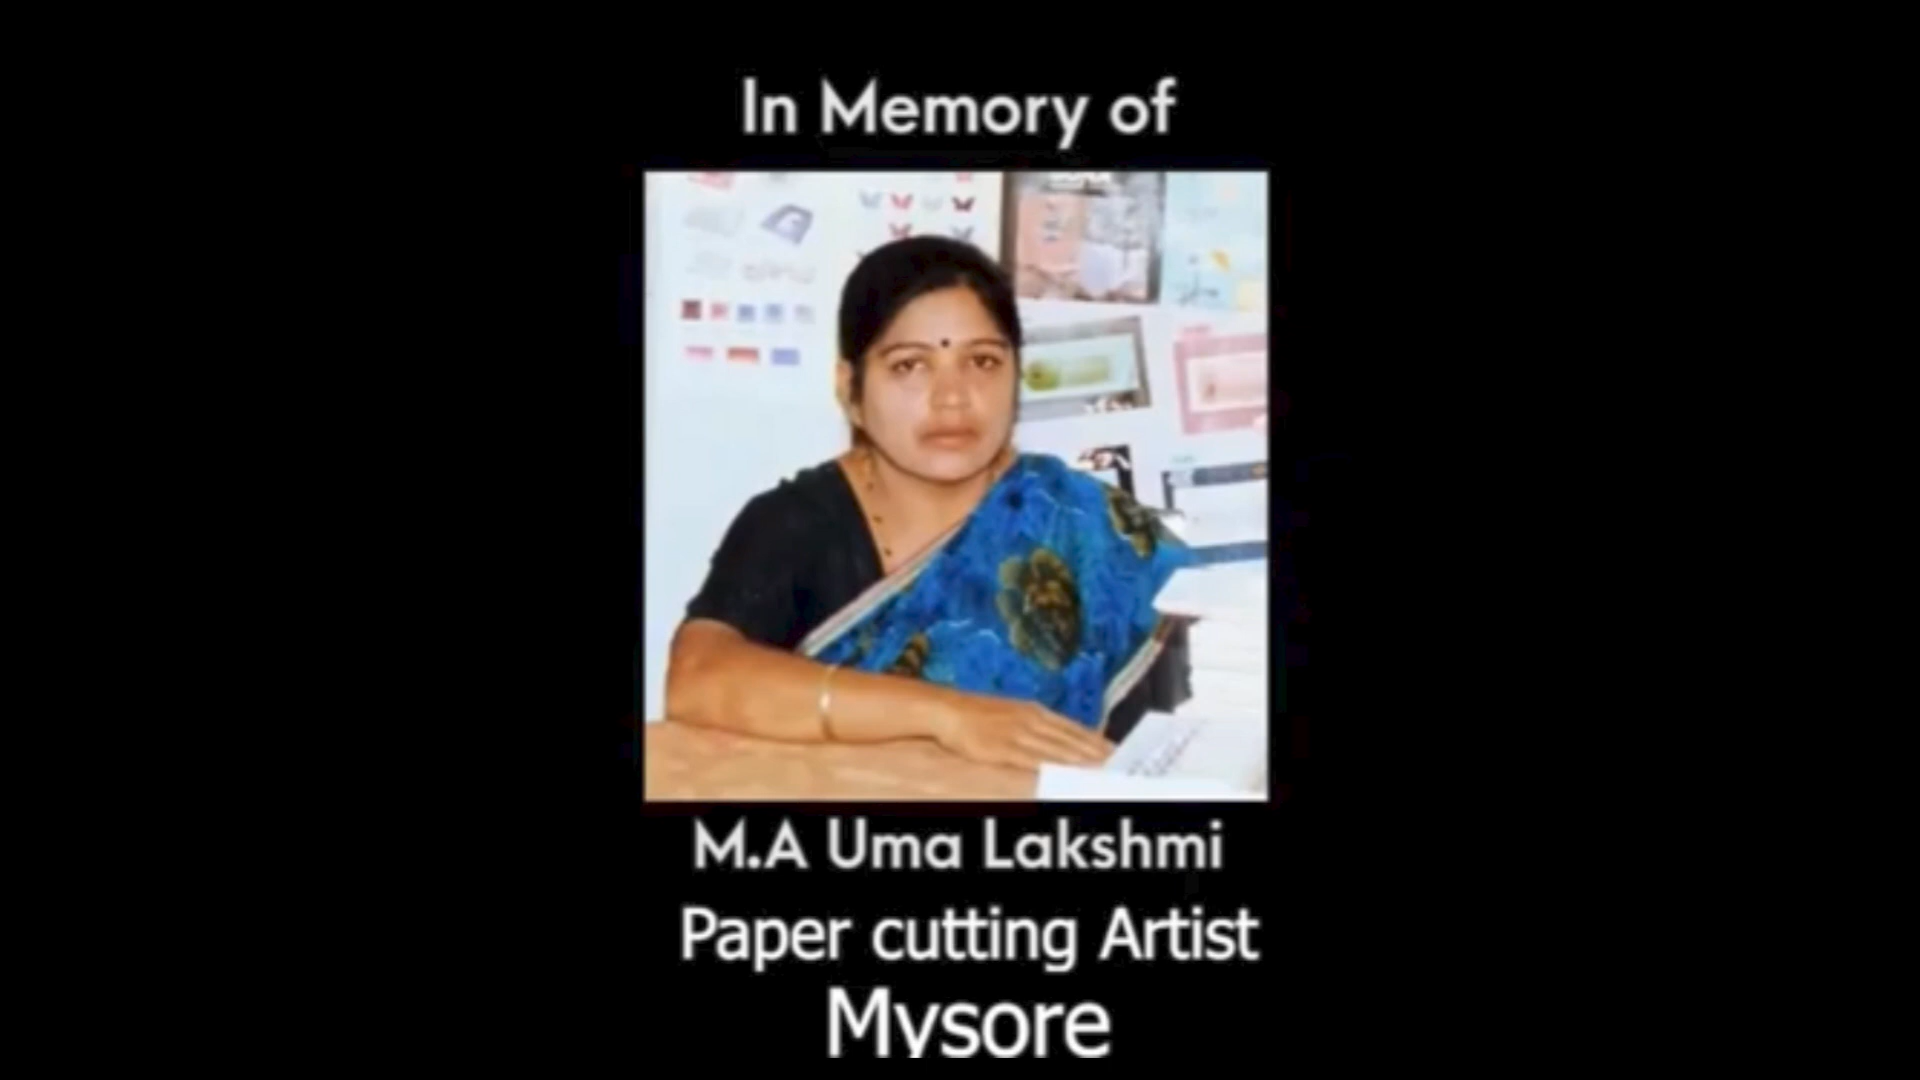 In Memory of
M.A Uma Lakshmi
Paper cutting Artist
Mysore